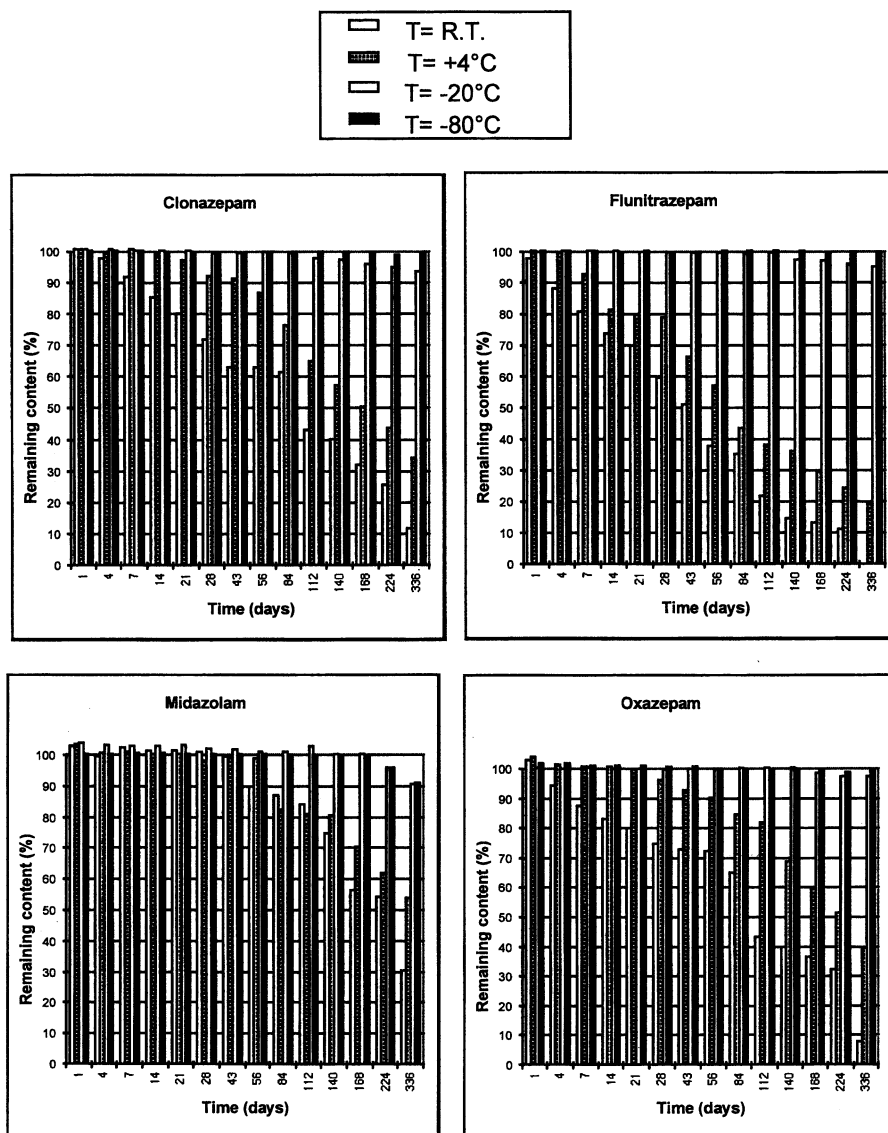 T= R.T.
T= +4°C
T= -20°C
T= -80°C
Clonazepam
Remaining content (%)
100
90
80
70
60
50
40
30
20
10
0
1 4 7 14 21 28 43 56 84 112 140 168 224 336
Time (days)
Flunitrazepam
Remaining content (%)
100
90
80
70
60
50
40
30
20
10
0
1 4 7 14 21 28 43 56 84 112 140 168 224 336
Time (days)
Midazolam
Remaining content (%)
100
90
80
70
60
50
40
30
20
10
0
1 4 7 14 21 28 43 56 84 112 140 168 224 336
Time (days)
Oxazepam
Remaining content (%)
100
90
80
70
60
50
40
30
20
10
0
1 4 7 14 21 28 43 56 84 112 140 168 224 336
Time (days)